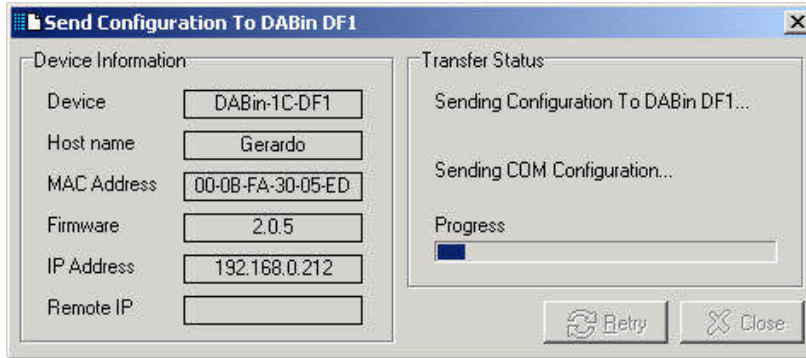 Send Configuration To DABin DF1
Device Information
Device DABin-1C-DF1
Host name Gerardo
MAC Address 00-0B-FA-30-05-ED
Firmware 2.0.5
IP Address 192.168.0.212
Remote IP
Transfer Status
Sending Configuration To DABin DF1...
Sending COM Configuration...
Progress
Retry
Close